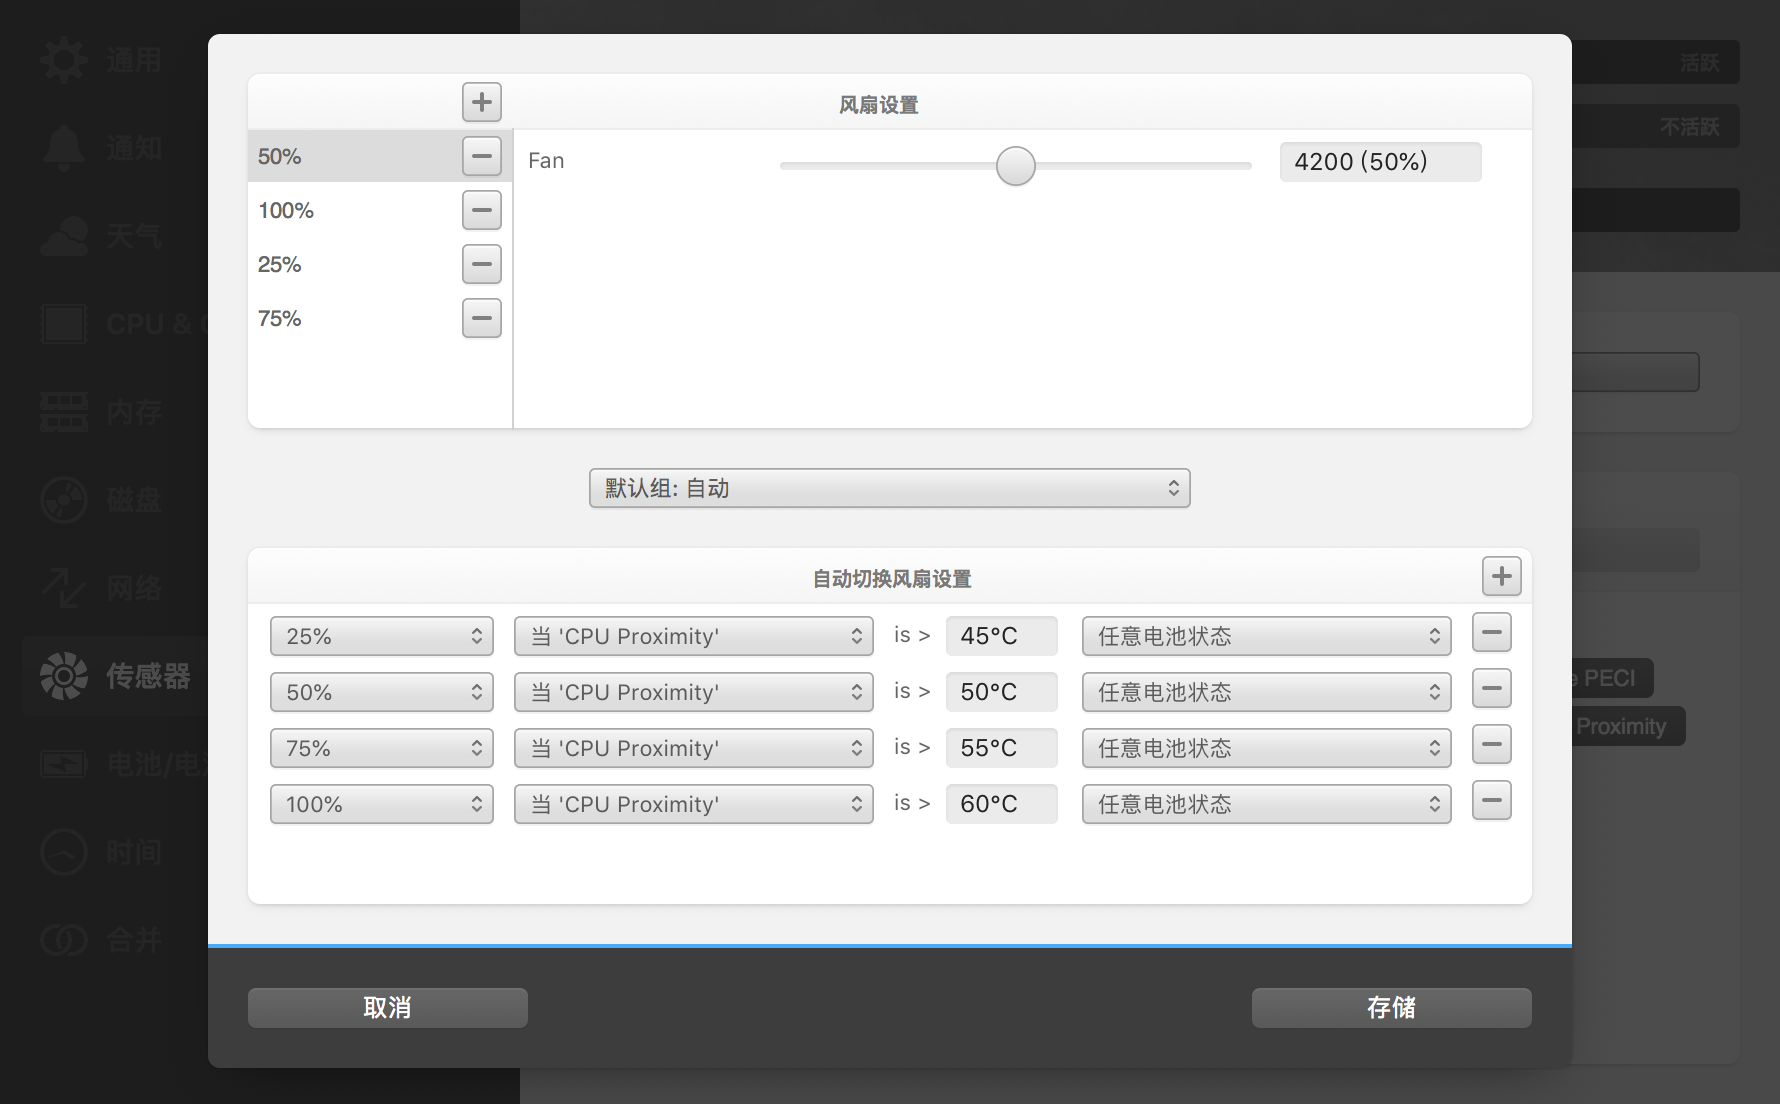 通用
通知
天气
CPU &
内存
磁盘
网络
传感器
电池/电
时间
合并
活跃
不活跃
风扇设置
50%
100%
25%
75%
Fan
4200 (50%)
默认组: 自动
自动切换风扇设置
25% 当 'CPU Proximity' is > 45°C 任意电池状态
50% 当 'CPU Proximity' is > 50°C 任意电池状态
75% 当 'CPU Proximity' is > 55°C 任意电池状态
100% 当 'CPU Proximity' is > 60°C 任意电池状态
PECI
Proximity
取消
存储